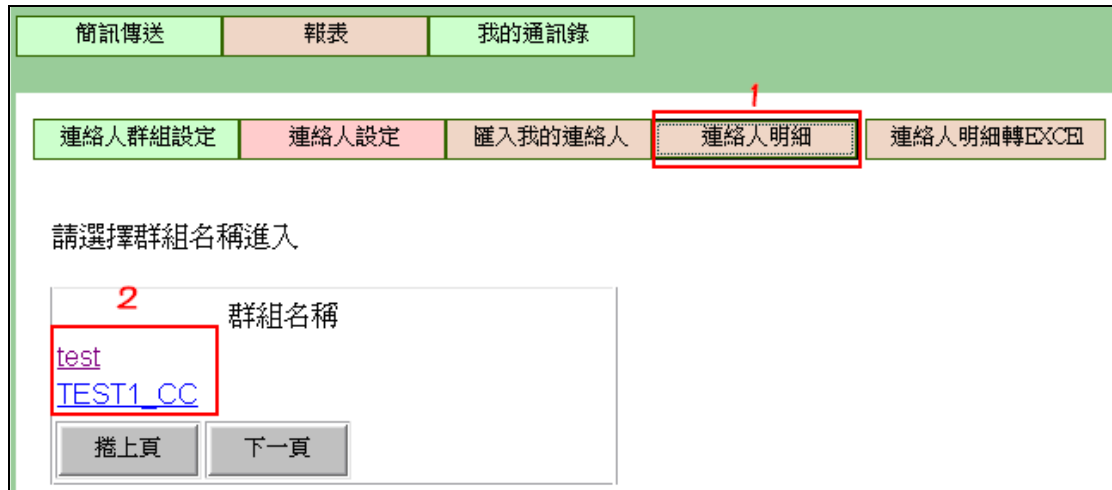 簡訊傳送 報表 我的通訊錄
1
連絡人群組設定 連絡人設定 匯入我的連絡人 連絡人明細 連絡人明細轉EXCEl
請選擇群組名稱進入
2
群組名稱
test
TEST1_CC
捲上頁 下一頁